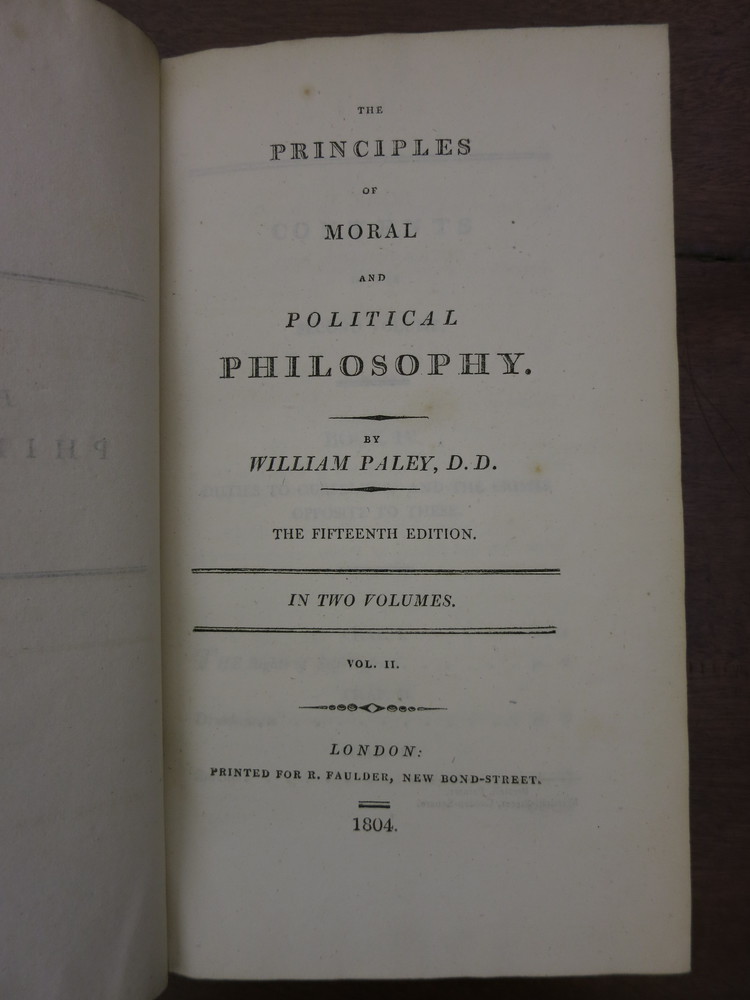 THE
PRINCIPLES
OF
MORAL
AND
POLITICAL
PHILOSOPHY.
BY
WILLIAM PALEY, D. D.
THE FIFTEENTH EDITION.
IN TWO VOLUMES.
VOL. II.
LONDON:
PRINTED FOR R. FAULDER, NEW BOND-STREET.
1804.